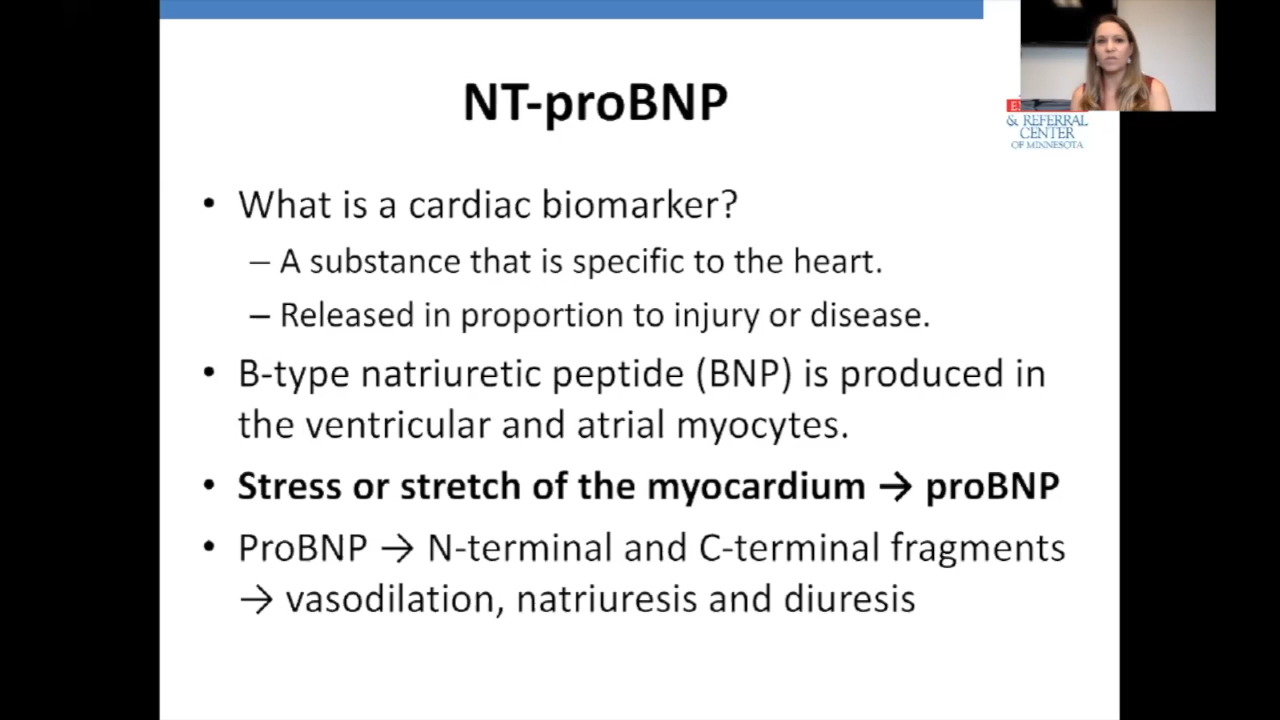 NT-proBNP
& REFERRAL
CENTER
OF MINNESOTA
• What is a cardiac biomarker?
– A substance that is specific to the heart.
– Released in proportion to injury or disease.
• B-type natriuretic peptide (BNP) is produced in
the ventricular and atrial myocytes.
• Stress or stretch of the myocardium → proBNP
• ProBNP → N-terminal and C-terminal fragments
→ vasodilation, natriuresis and diuresis